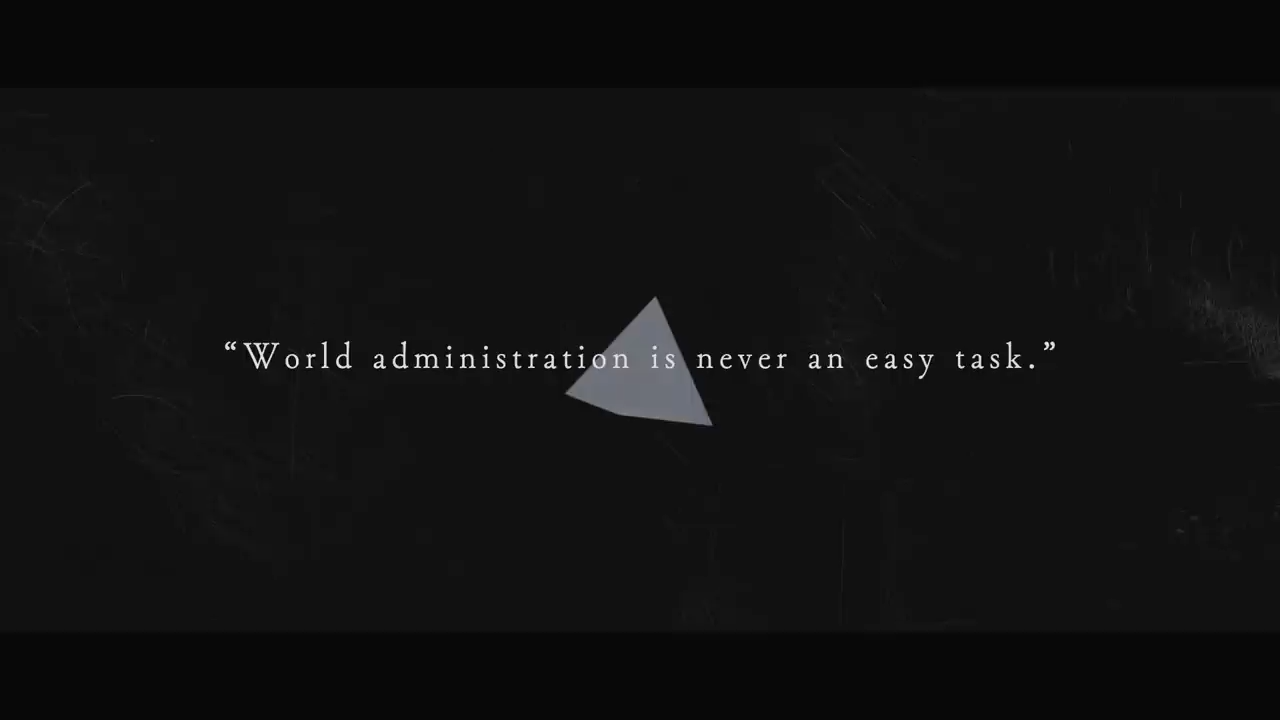 “World administration is never an easy task.”